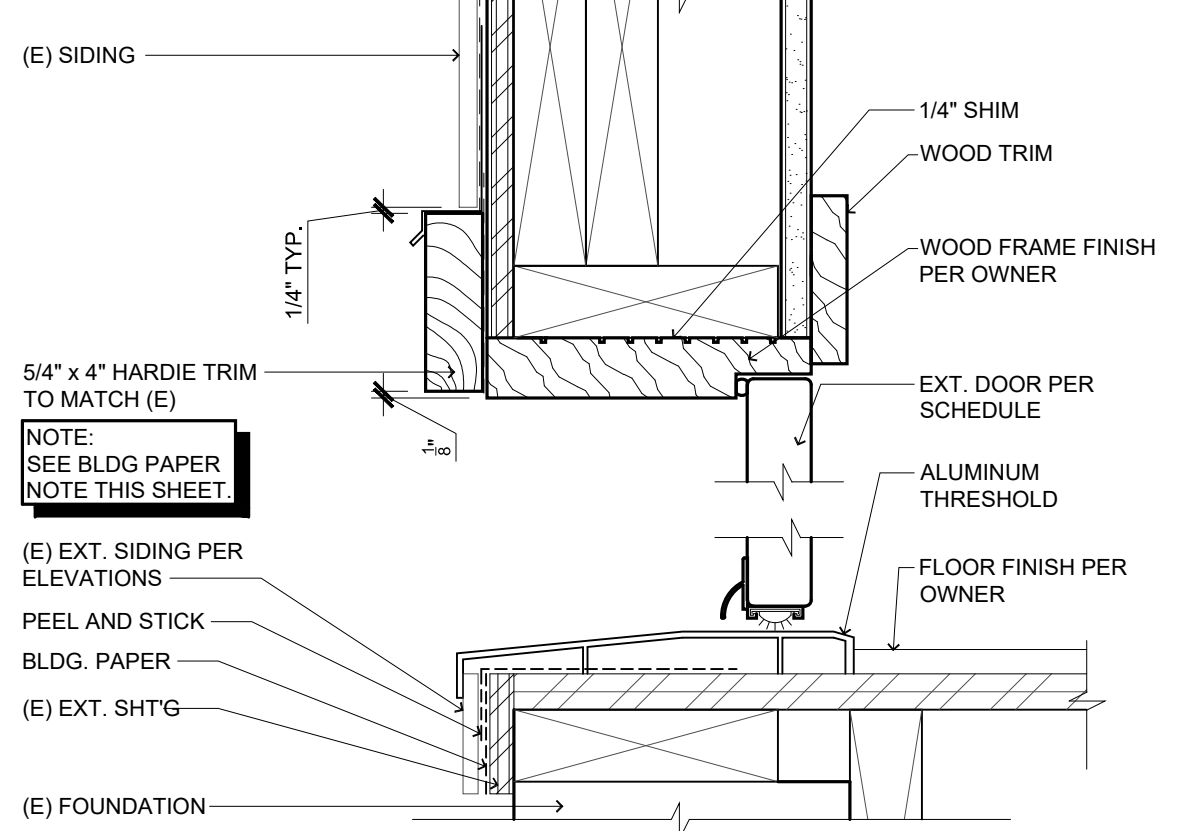 (E) SIDING
1/4" TYP.
5/4" x 4" HARDIE TRIM
TO MATCH (E)
1/8"
NOTE:
SEE BLDG PAPER
NOTE THIS SHEET.
(E) EXT. SIDING PER
ELEVATIONS
PEEL AND STICK
BLDG. PAPER
(E) EXT. SHT'G
(E) FOUNDATION
1/4" SHIM
WOOD TRIM
WOOD FRAME FINISH
PER OWNER
EXT. DOOR PER
SCHEDULE
ALUMINUM
THRESHOLD
FLOOR FINISH PER
OWNER